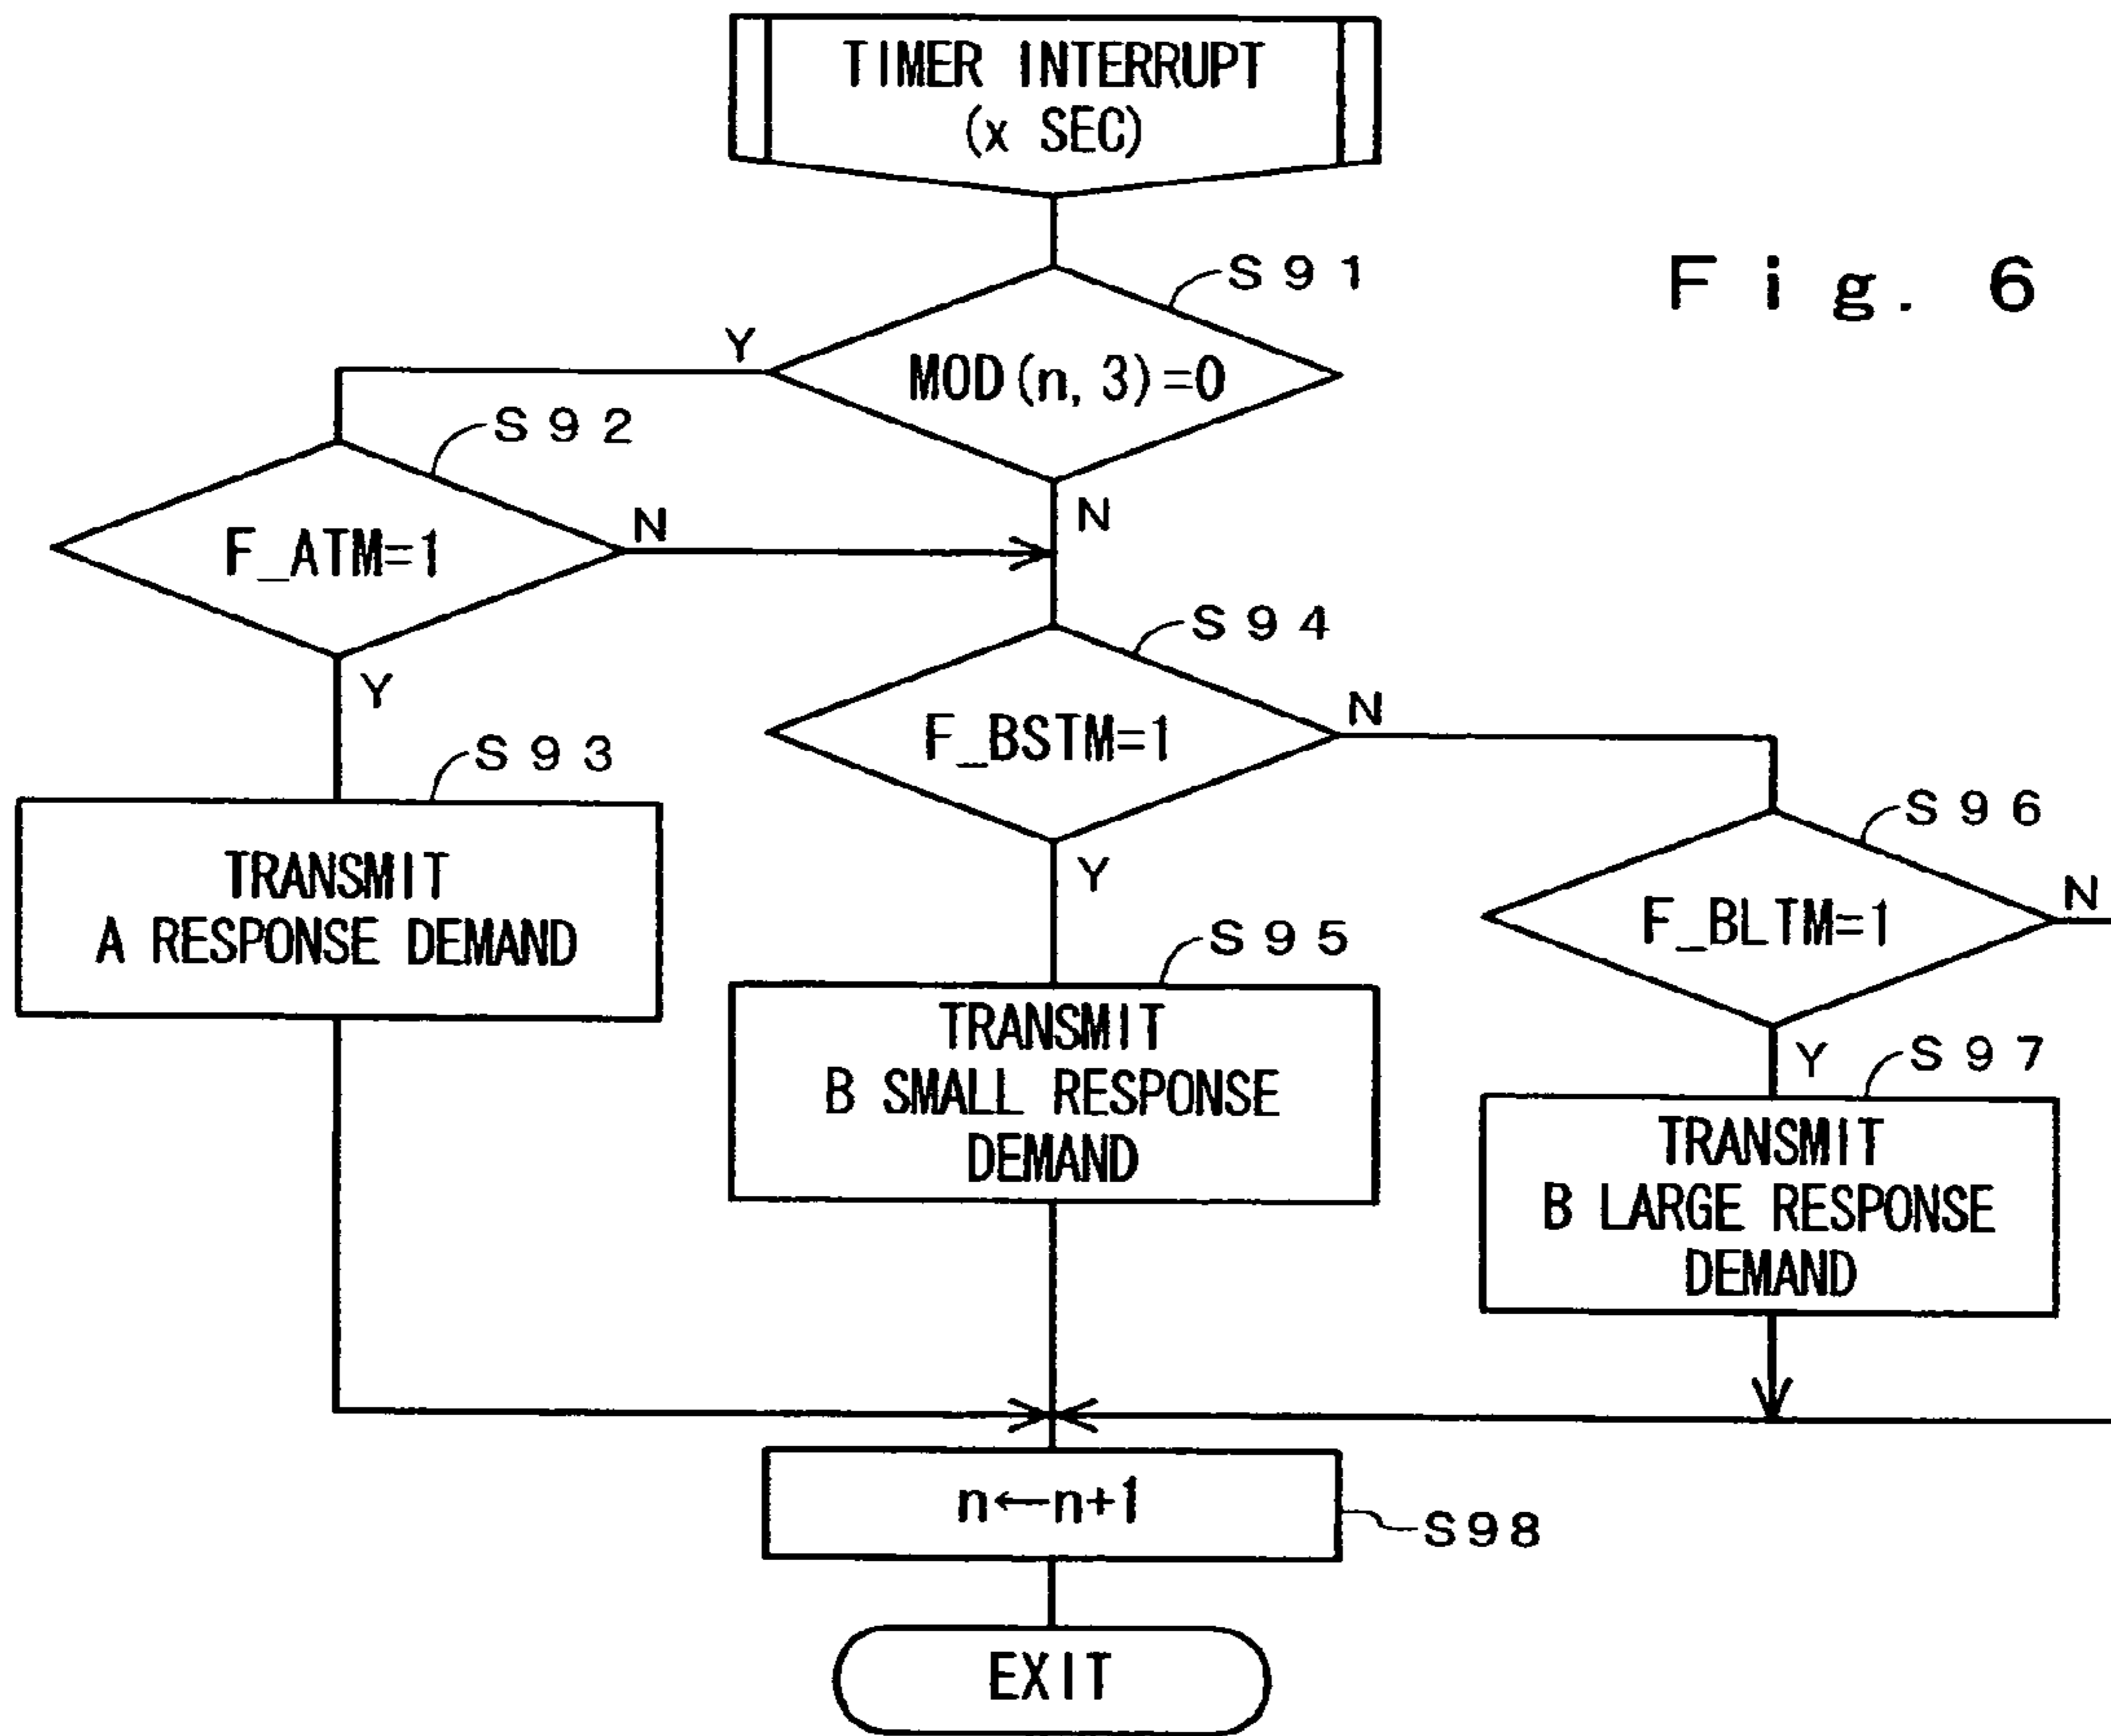 TIMER INTERRUPT
(x SEC)
Fig. 6
S91
Y
MOD(n, 3)=0
S92
N
N
F_ATM=1
S94
Y
N
F_BSTM=1
S93
S96
TRANSMIT
A RESPONSE DEMAND
Y
N
F_BLTM=1
S95
TRANSMIT
B SMALL RESPONSE
DEMAND
Y
S97
TRANSMIT
B LARGE RESPONSE
DEMAND
n←n+1
S98
EXIT